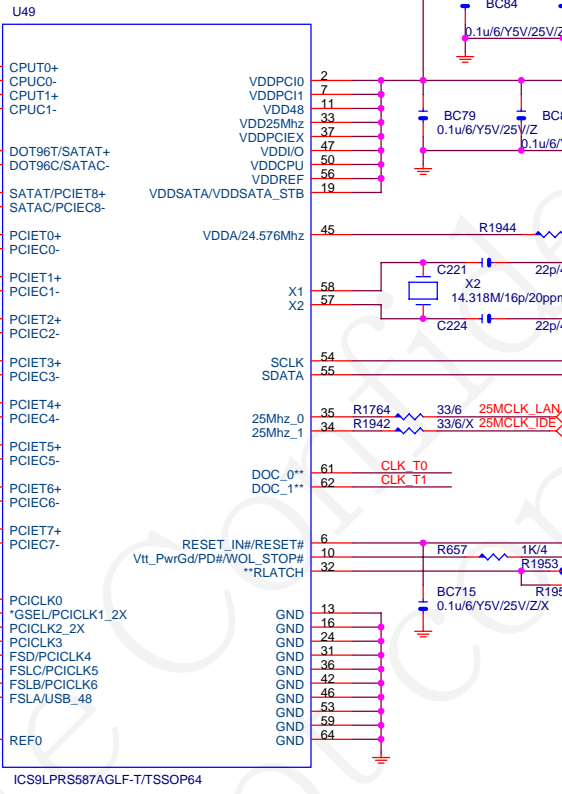 U49
BC84
0.1u/6/Y5V/25V/Z
CPUT0+
CPUC0-
CPUT1+
CPUC1-
VDDPCI0 2
VDDPCI1 7
VDD48 11
VDD25Mhz 33
VDDPCIEX 37
VDDI/O 47
VDDCPU 50
VDDREF 56
VDDSATA/VDDSATA_STB 19
BC79
0.1u/6/Y5V/25V/Z
BC8
0.1u/6/Y
DOT96T/SATAT+
DOT96C/SATAC-
SATAT/PCIET8+
SATAC/PCIEC8-
PCIET0+
PCIEC0-
VDDA/24.576Mhz 45
R1944
PCIET1+
PCIEC1-
X1 58
X2 57
C221
22p/4
X2
14.318M/16p/20ppm
C224
22p/4
PCIET2+
PCIEC2-
PCIET3+
PCIEC3-
SCLK 54
SDATA 55
PCIET4+
PCIEC4-
25Mhz_0 35 R1764 33/6 25MCLK_LAN
25Mhz_1 34 R1942 33/6/X 25MCLK_IDE
PCIET5+
PCIEC5-
DOC_0** 61 CLK_T0
DOC_1** 62 CLK_T1
PCIET6+
PCIEC6-
PCIET7+
PCIEC7-
RESET_IN#/RESET# 6
Vtt_PwrGd/PD#/WOL_STOP# 10 R657 1K/4
**RLATCH 32 R1953
R195
BC715
0.1u/6/Y5V/25V/Z/X
PCICLK0
*GSEL/PCICLK1_2X
PCICLK2_2X
PCICLK3
FSD/PCICLK4
FSLC/PCICLK5
FSLB/PCICLK6
FSLA/USB_48
REF0
GND 13
GND 16
GND 24
GND 31
GND 36
GND 42
GND 46
GND 53
GND 59
GND 64
ICS9LPRS587AGLF-T/TSSOP64